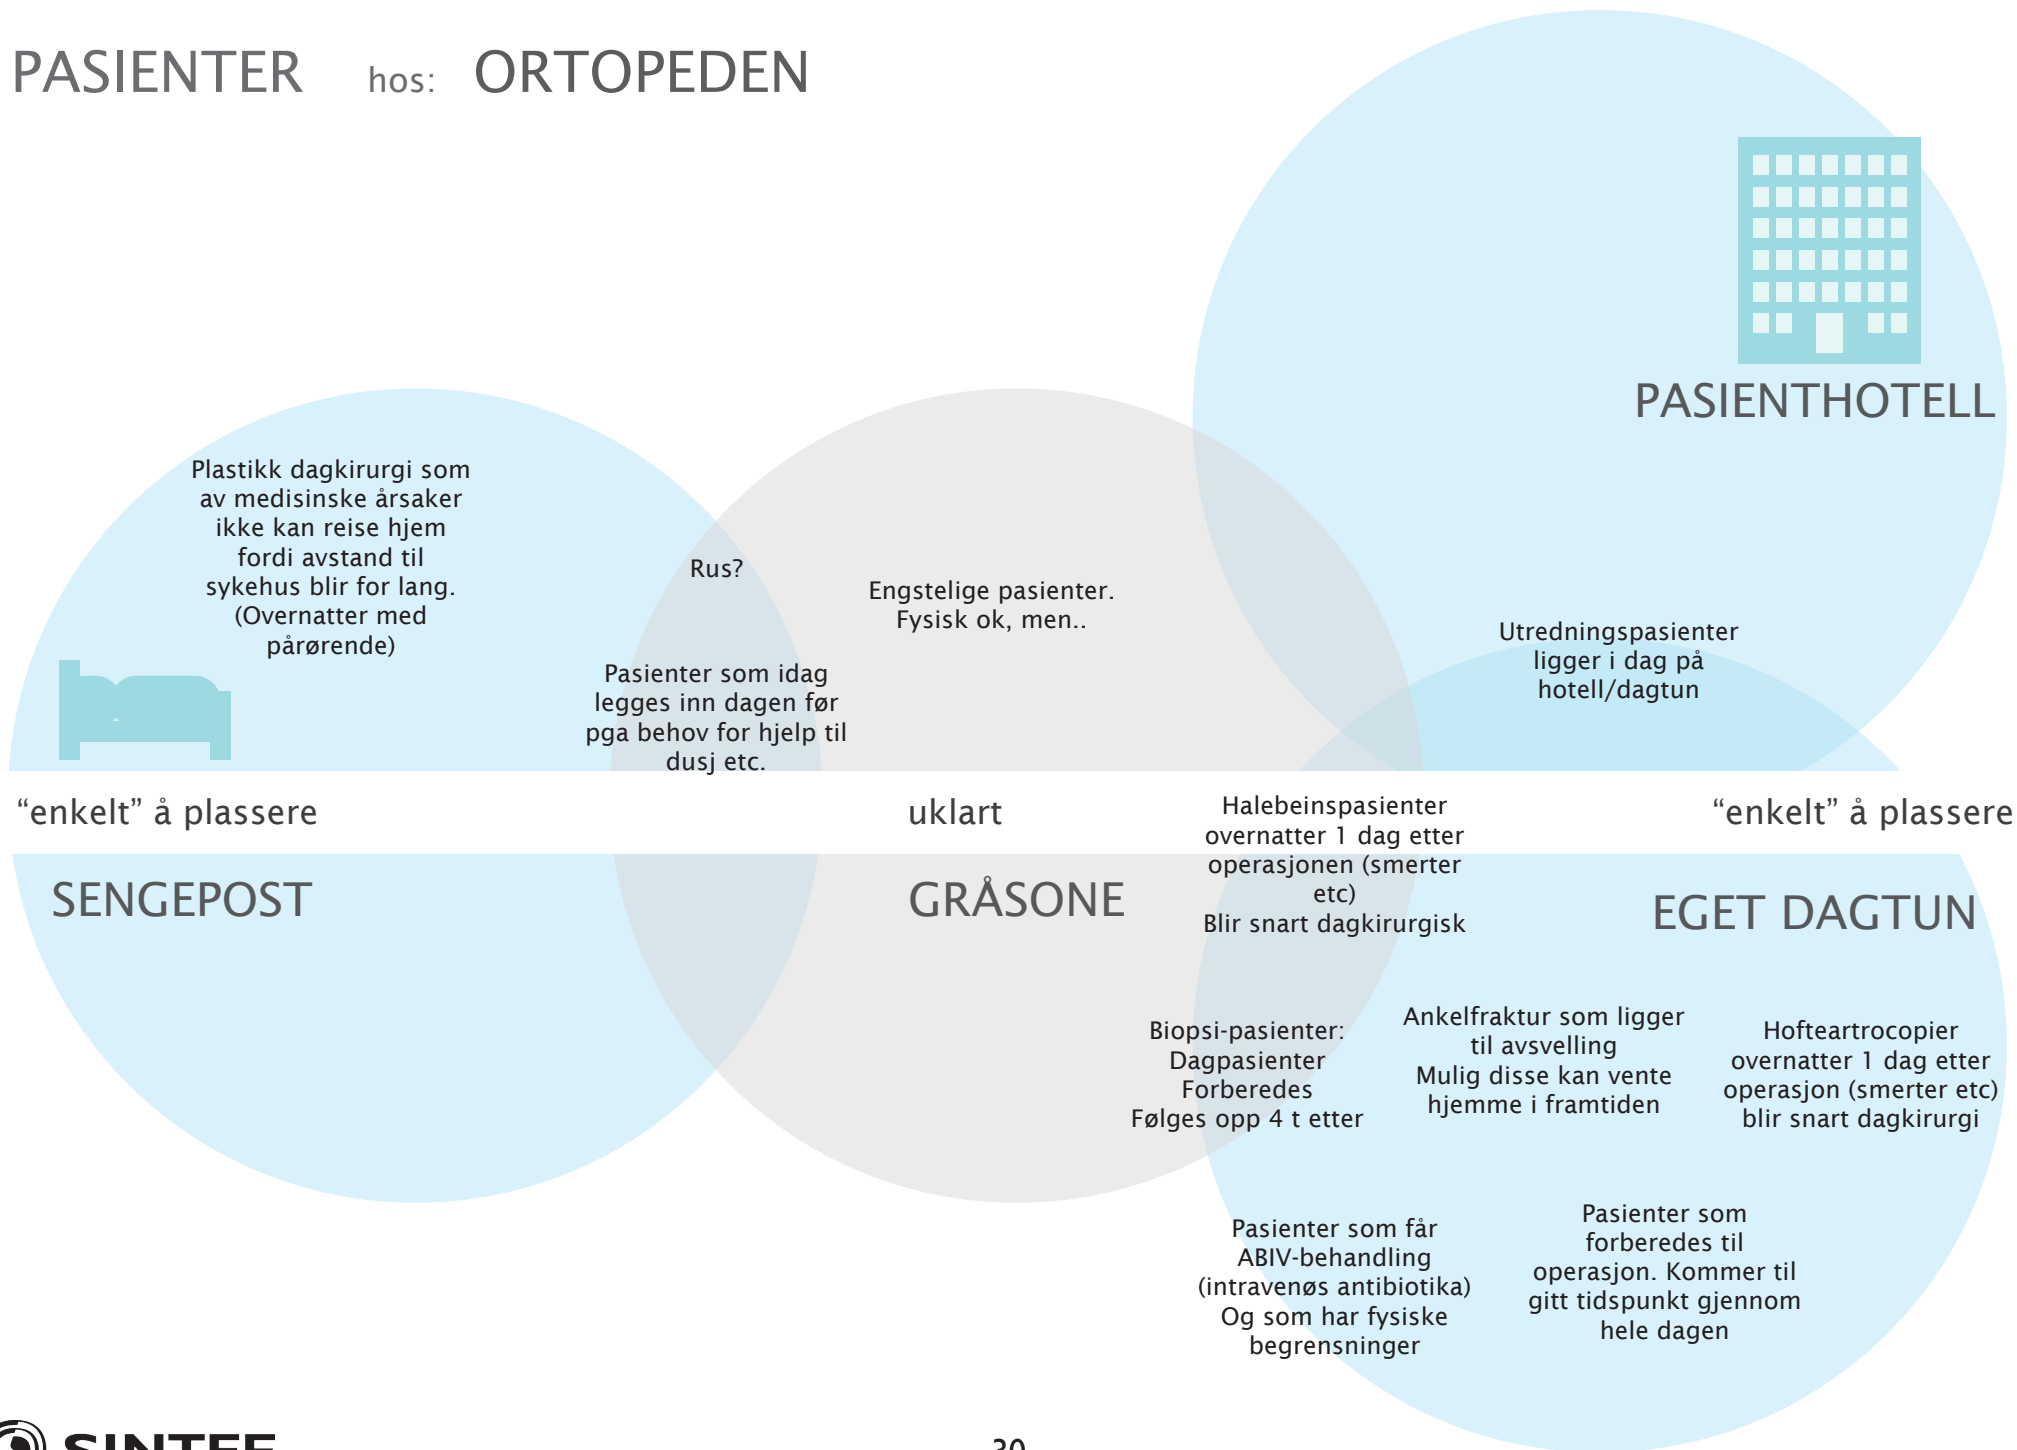 PASIENTER hos: ORTOPEDEN
PASIENTHOTELL
Plastikk dagkirurgi som
av medisinske årsaker
ikke kan reise hjem
fordi avstand til
sykehus blir for lang.
(Overnatter med
pårørende)
Rus?
Pasienter som idag
legges inn dagen før
pga behov for hjelp til
dusj etc.
Engstelige pasienter.
Fysisk ok, men..
Utredningspasienter
ligger i dag på
hotell/dagtun
“enkelt” å plassere
uklart
“enkelt” å plassere
Halebeinspasienter
overnatter 1 dag etter
operasjonen (smerter
etc)
Blir snart dagkirurgisk
SENGEPOST
GRÅSONE
EGET DAGTUN
Biopsi-pasienter:
Dagpasienter
Forberedes
Følges opp 4 t etter
Ankelfraktur som ligger
til avsvelling
Mulig disse kan vente
hjemme i framtiden
Hofteartrocopier
overnatter 1 dag etter
operasjon (smerter etc)
blir snart dagkirurgi
Pasienter som får
ABIV-behandling
(intravenøs antibiotika)
Og som har fysiske
begrensninger
Pasienter som
forberedes til
operasjon. Kommer til
gitt tidspunkt gjennom
hele dagen
SINTEF
30